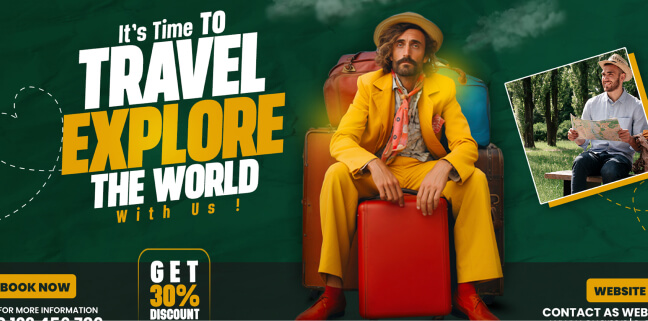 It's Time TO
TRAVEL
EXPLORE
THE WORLD
With Us !
GET
30%
DISCOUNT
BOOK NOW
FOR MORE INFORMATION
WEBSITE
CONTACT AS WEB